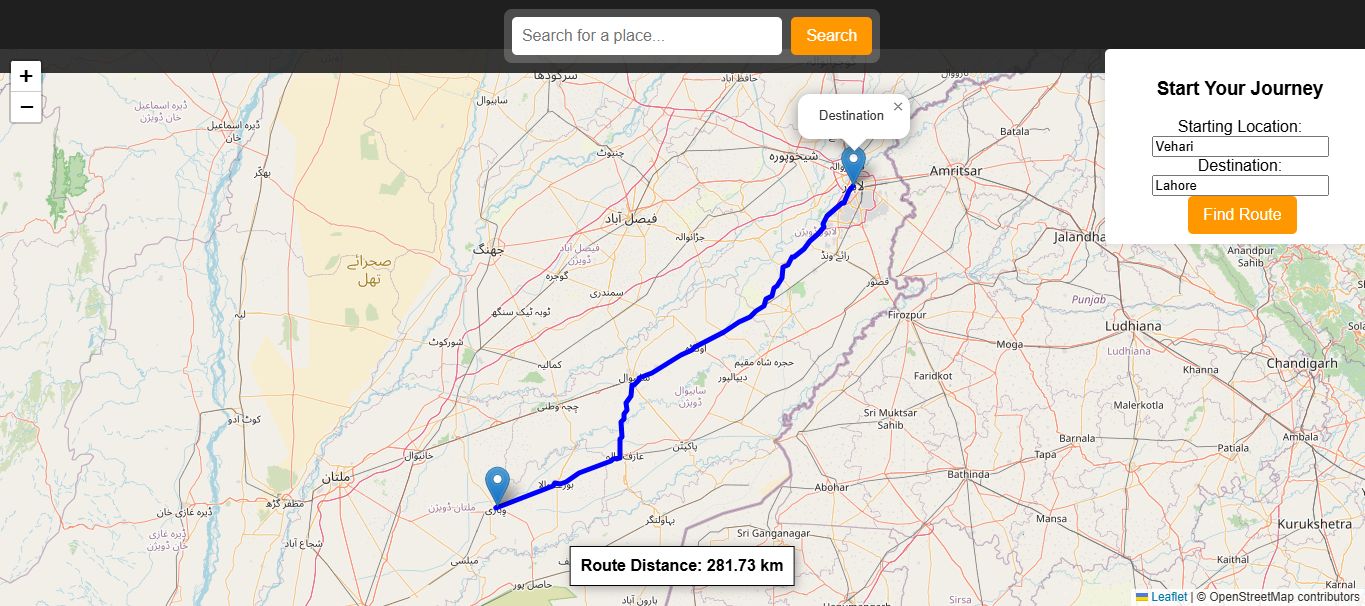 Search for a place...
Search
+
−
Start Your Journey
Starting Location:
Vehari
Destination:
Lahore
Find Route
Destination
×
سرگودھا
حافظ آباد
ساہیوال
ڈیرہ اسماعیل
خان ڈویژن
ڈیرہ اسماعیل
خان
Batala
چنیوٹ
شیخوپورہ
بھکر
Amritsar
لاہور
فیصل آباد
لاہور ڈویژن
جڑانوالہ
Jalandha
جھنگ
فیصل آباد
ڈویژن
رائے ونڈ
Anandpur
Sahib
صحرائے
تھل
گوجرہ
قصور
سمندری
Punjab
لیہ
ٹوبہ ٹیک سنگھ
Firozpur
Ludhiana
شورکوٹ
Moga
Ludhiana
اوکاڑہ
کمالیہ
حجرہ شاہ مقیم
Chandigarh
Khanna
ساہیوال
دیپالپور
Faridkot
ساہیوال
ڈویژن
چیچہ وطنی
Malerkotla
Sri Muktsar
Sahib
کوٹ ادو
Barnala
Ambala
پاکپتن
Patiala
خانیوال
عارف والہ
Tapa
ملتان
Bathinda
Abohar
مظفر گڑھ
ملتان ڈویژن
وہاڑی
ڈیرہ غازی خان
بہاولنگر
Mansa
Kurukshetra
ڈیرہ غازی
خان ڈویژن
Sri Ganganagar
شجاع آباد
میلسی
Kaithal
حاصل پور
Karnal
ہارون آباد
Sirsa
Route Distance: 281.73 km
Leaflet | © OpenStreetMap contributors